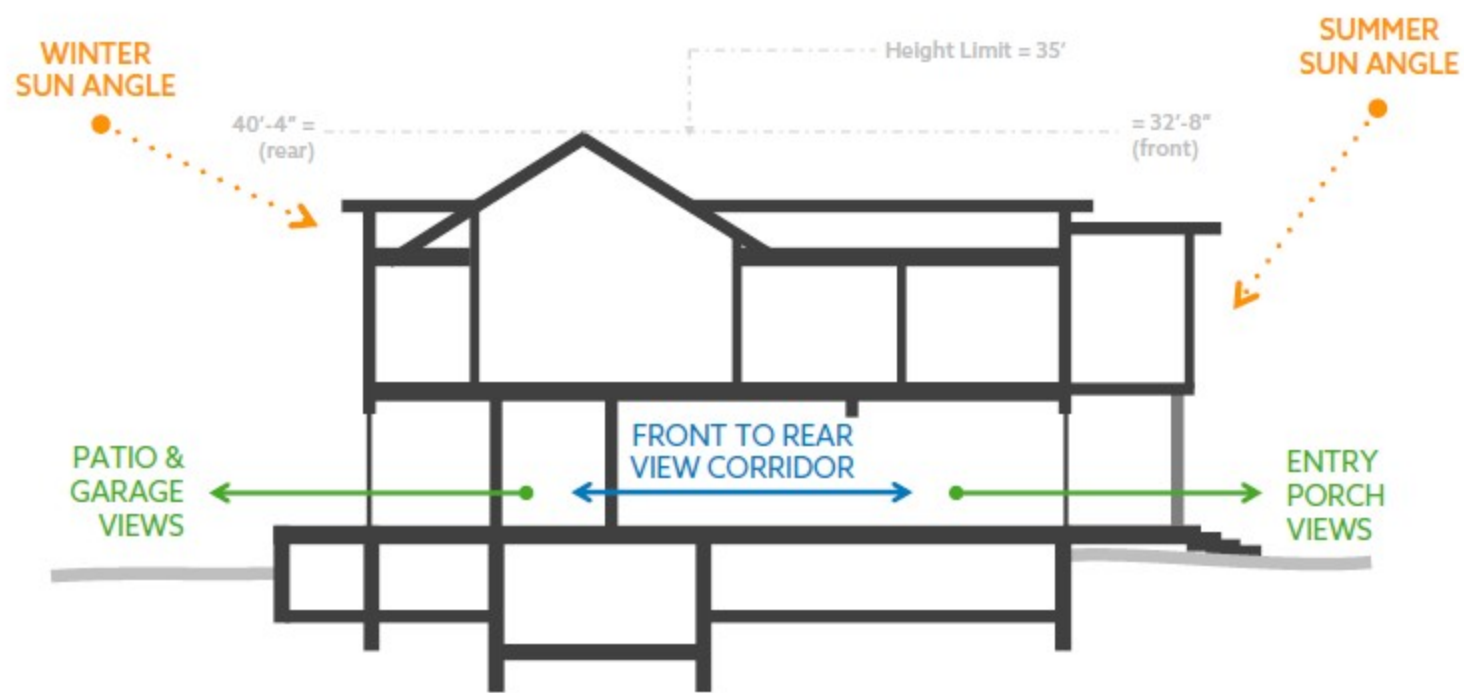 WINTER
SUN ANGLE
SUMMER
SUN ANGLE
Height Limit = 35'
40'-4" =
(rear)
= 32'-8"
(front)
PATIO &
GARAGE
VIEWS
FRONT TO REAR
VIEW CORRIDOR
ENTRY
PORCH
VIEWS